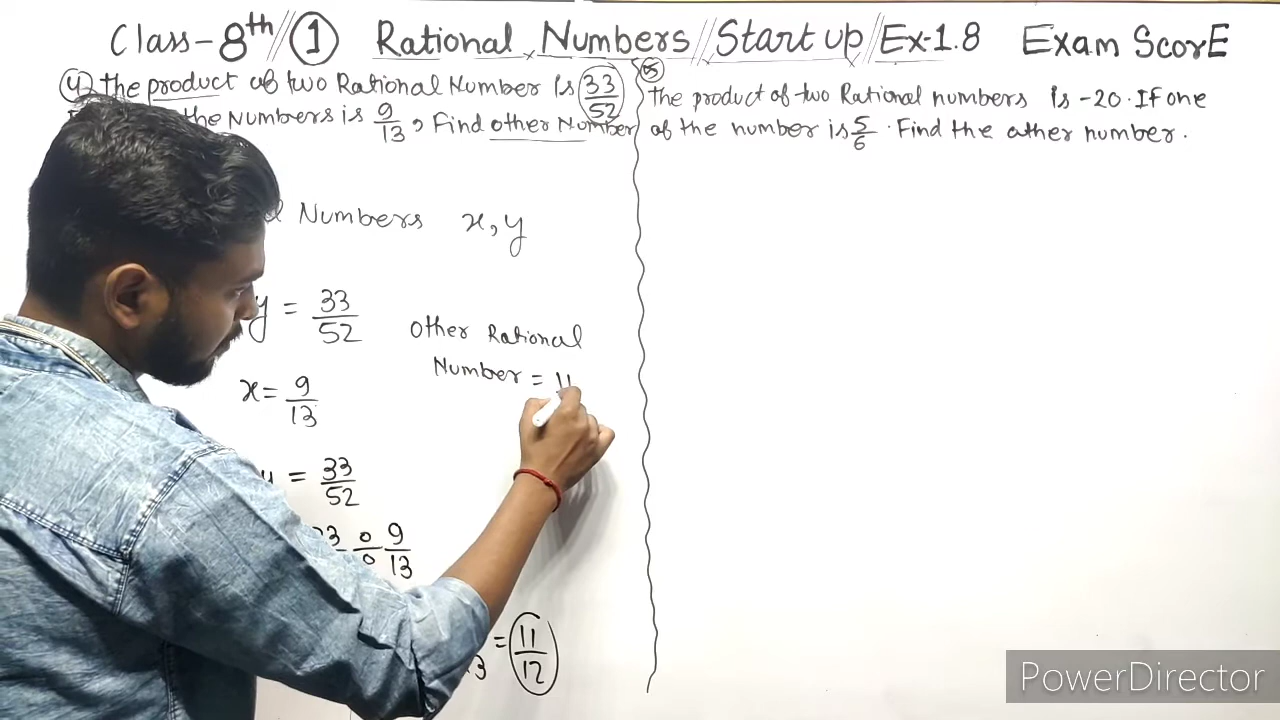 Class-8th // 1 Rational Numbers // Start up // Ex-1.8 Exam ScorE
4) The product of two Rational Number is 33/52
the Numbers is 9/13, Find other Number
Numbers x, y
y = 33/52
x = 9/13
y = 33/52
÷ 9/13
= 11/12
Other Rational
Number = 11
5
The product of two Rational numbers is -20. If one
of the number is 5/6. Find the other number.
PowerDirector